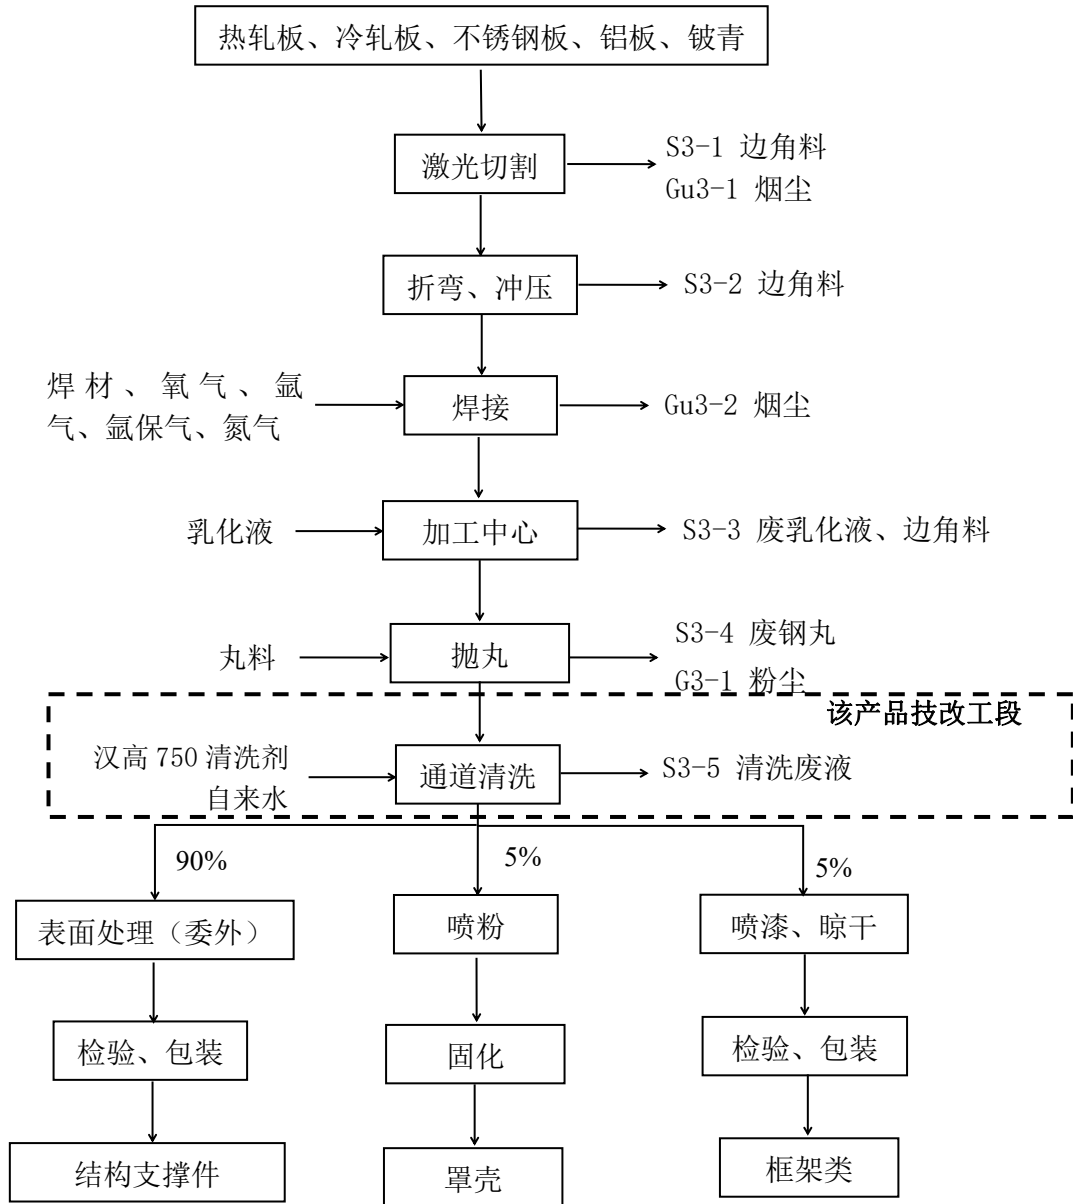 热轧板、冷轧板、不锈钢板、铝板、铍青
激光切割
S3-1 边角料
Gu3-1 烟尘
折弯、冲压
S3-2 边角料
焊材、氧气、氩
气、氩保气、氮气
焊接
Gu3-2 烟尘
乳化液
加工中心
S3-3 废乳化液、边角料
丸料
抛丸
S3-4 废钢丸
G3-1 粉尘
该产品技改工段
汉高 750 清洗剂
自来水
通道清洗
S3-5 清洗废液
90%
5%
5%
表面处理（委外）
喷粉
喷漆、晾干
检验、包装
固化
检验、包装
结构支撑件
罩壳
框架类